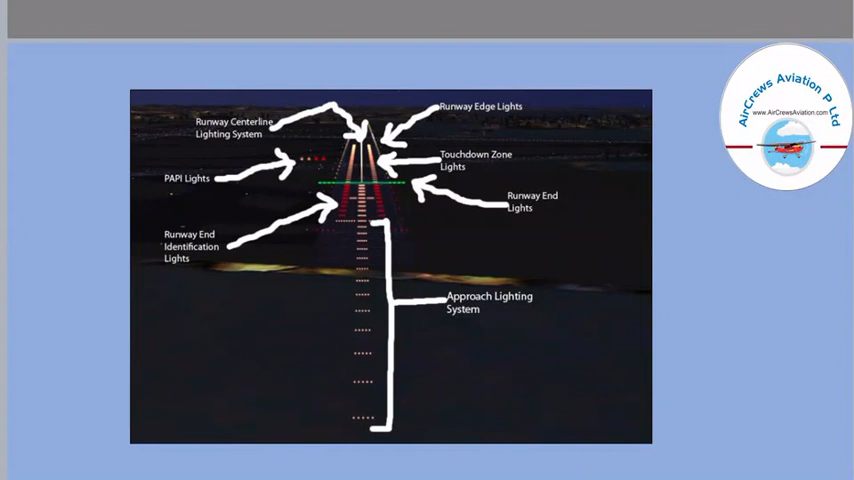 Runway Centerline
Lighting System
Runway Edge Lights
PAPI Lights
Touchdown Zone
Lights
Runway End
Lights
Runway End
Identification
Lights
Approach Lighting
System
AirCrews Aviation P Ltd
www.AirCrewsAviation.com